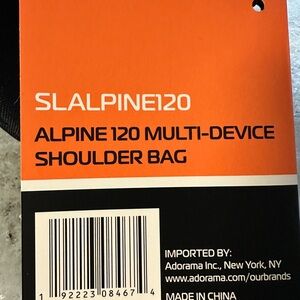 SLALPINE120
ALPINE 120 MULTI-DEVICE
SHOULDER BAG
IMPORTED BY:
Adorama Inc., New York, NY
www.adorama.com/ourbrands
MADE IN CHINA
1 92223 08467 4